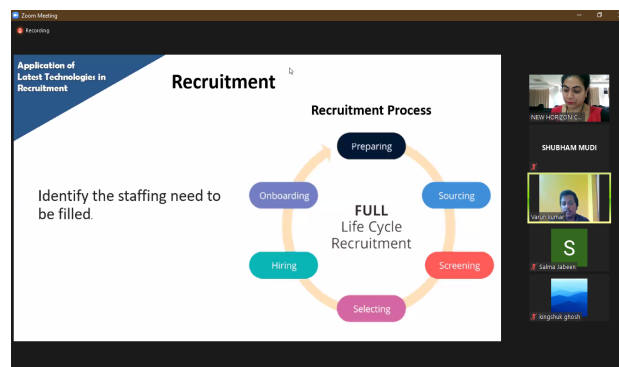 Zoom Meeting
Recording
Application of
Latest Technologies in
Recruitment
Recruitment
Recruitment Process
Preparing
Onboarding
Sourcing
Identify the staffing need to
be filled.
FULL
Life Cycle
Recruitment
Hiring
Screening
Selecting
NEW HORIZON C...
SHUBHAM MUDI
Varun kumar
S
Salma Jabeen
kingshuk ghosh